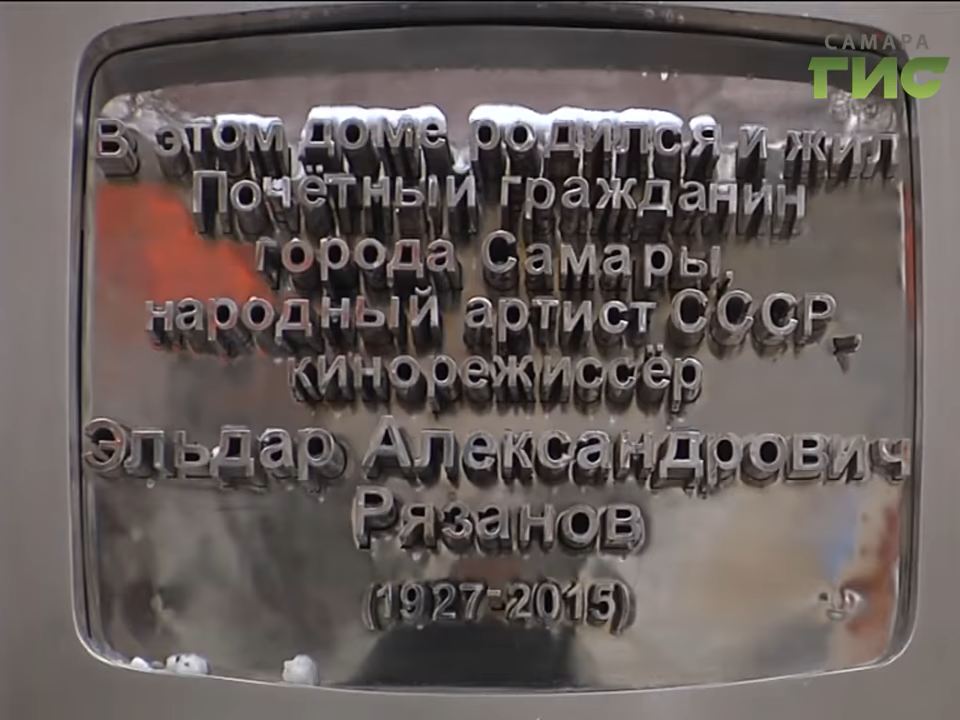 САМАРА
ГИС
В этом доме родился и жил
Почётный гражданин
города Самары,
народный артист СССР,
кинорежиссёр
Эльдар Александрович
Рязанов
(1927-2015)